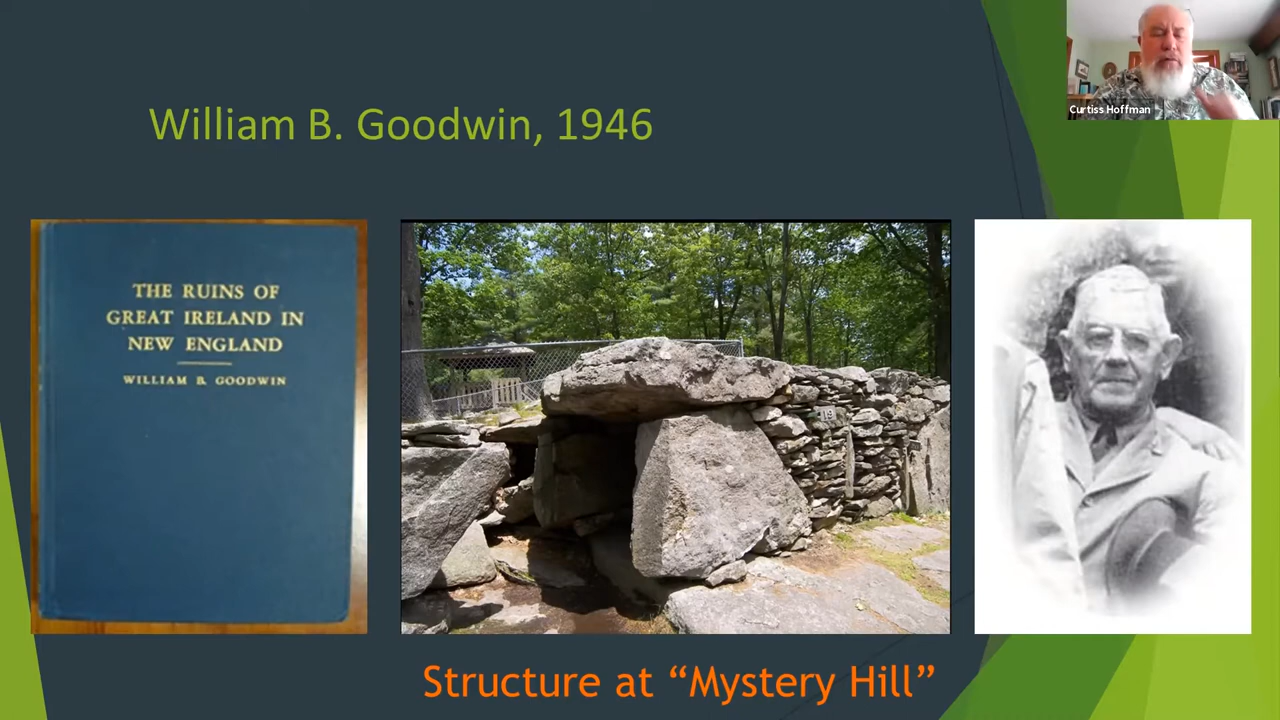 William B. Goodwin, 1946
Curtiss Hoffman
THE RUINS OF
GREAT IRELAND IN
NEW ENGLAND
WILLIAM B. GOODWIN
19
Structure at “Mystery Hill”